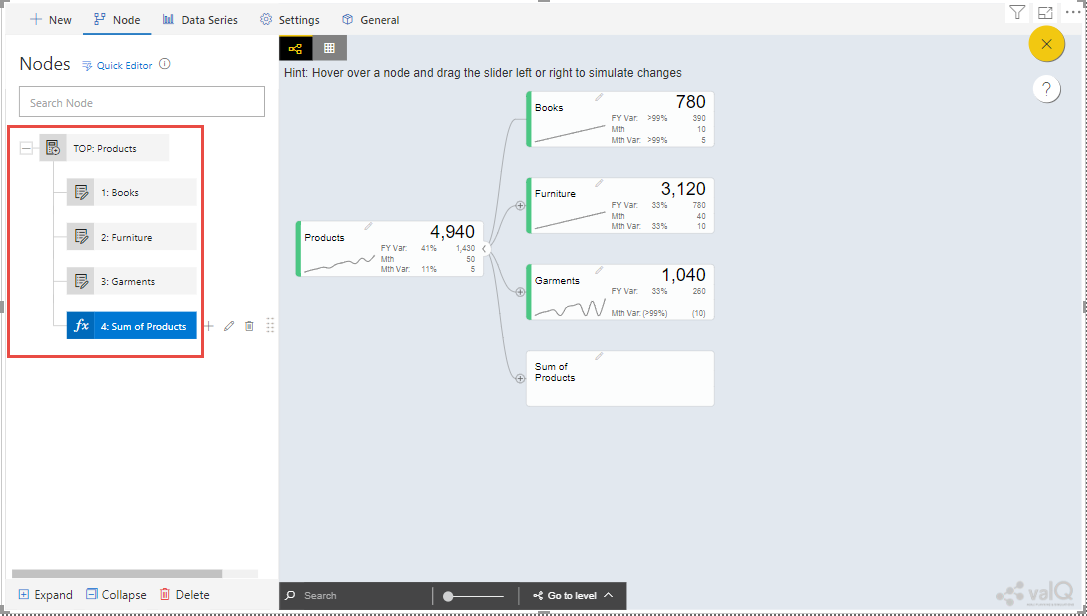 New
Node
Data Series
Settings
General
Nodes
Quick Editor
Search Node
TOP: Products
1: Books
2: Furniture
3: Garments
fx 4: Sum of Products
Expand
Collapse
Delete
Hint: Hover over a node and drag the slider left or right to simulate changes
Products
4,940
FY Var: 41% 1,430
Mth 50
Mth Var: 11% 5
Books
780
FY Var: >99% 390
Mth 10
Mth Var: >99% 5
Furniture
3,120
FY Var: 33% 780
Mth 40
Mth Var: 33% 10
Garments
1,040
FY Var: 33% 260
Mth Var: (>99%) (10)
Sum of
Products
?
Search
Go to level
valQ